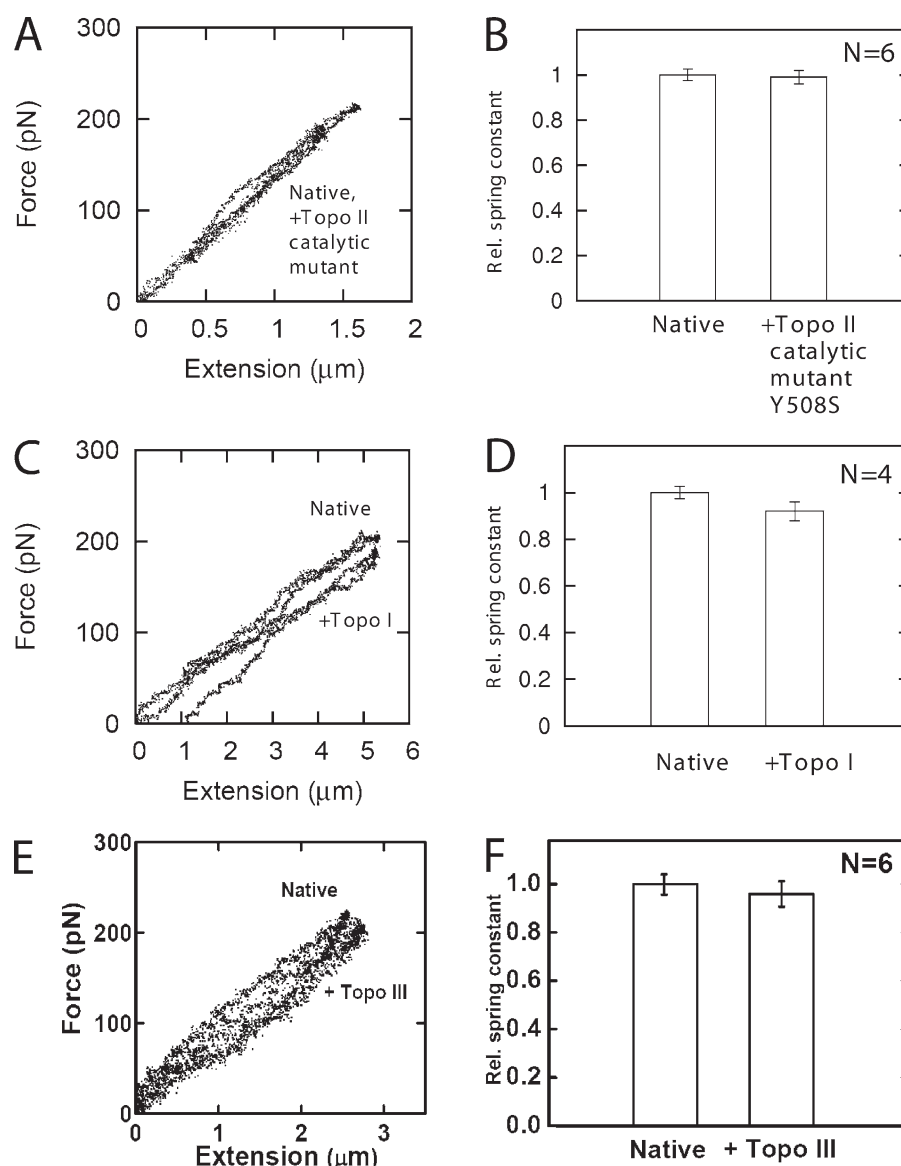 A
300
200
100
0
Force (pN)
Native,
+Topo II
catalytic
mutant
0 0.5 1 1.5 2
Extension (μm)
B
N=6
1
0.8
0.6
0.4
0.2
0
Rel. spring constant
Native +Topo II
catalytic
mutant
Y508S
C
300
200
100
0
Force (pN)
Native
+Topo I
0 1 2 3 4 5 6
Extension (μm)
D
N=4
1
0.8
0.6
0.4
0.2
0
Rel. spring constant
Native +Topo I
E
300
200
100
0
Force (pN)
Native
+ Topo III
0 1 2 3
Extension (μm)
F
N=6
1.0
0.8
0.6
0.4
0.2
0.0
Rel. spring constant
Native + Topo III